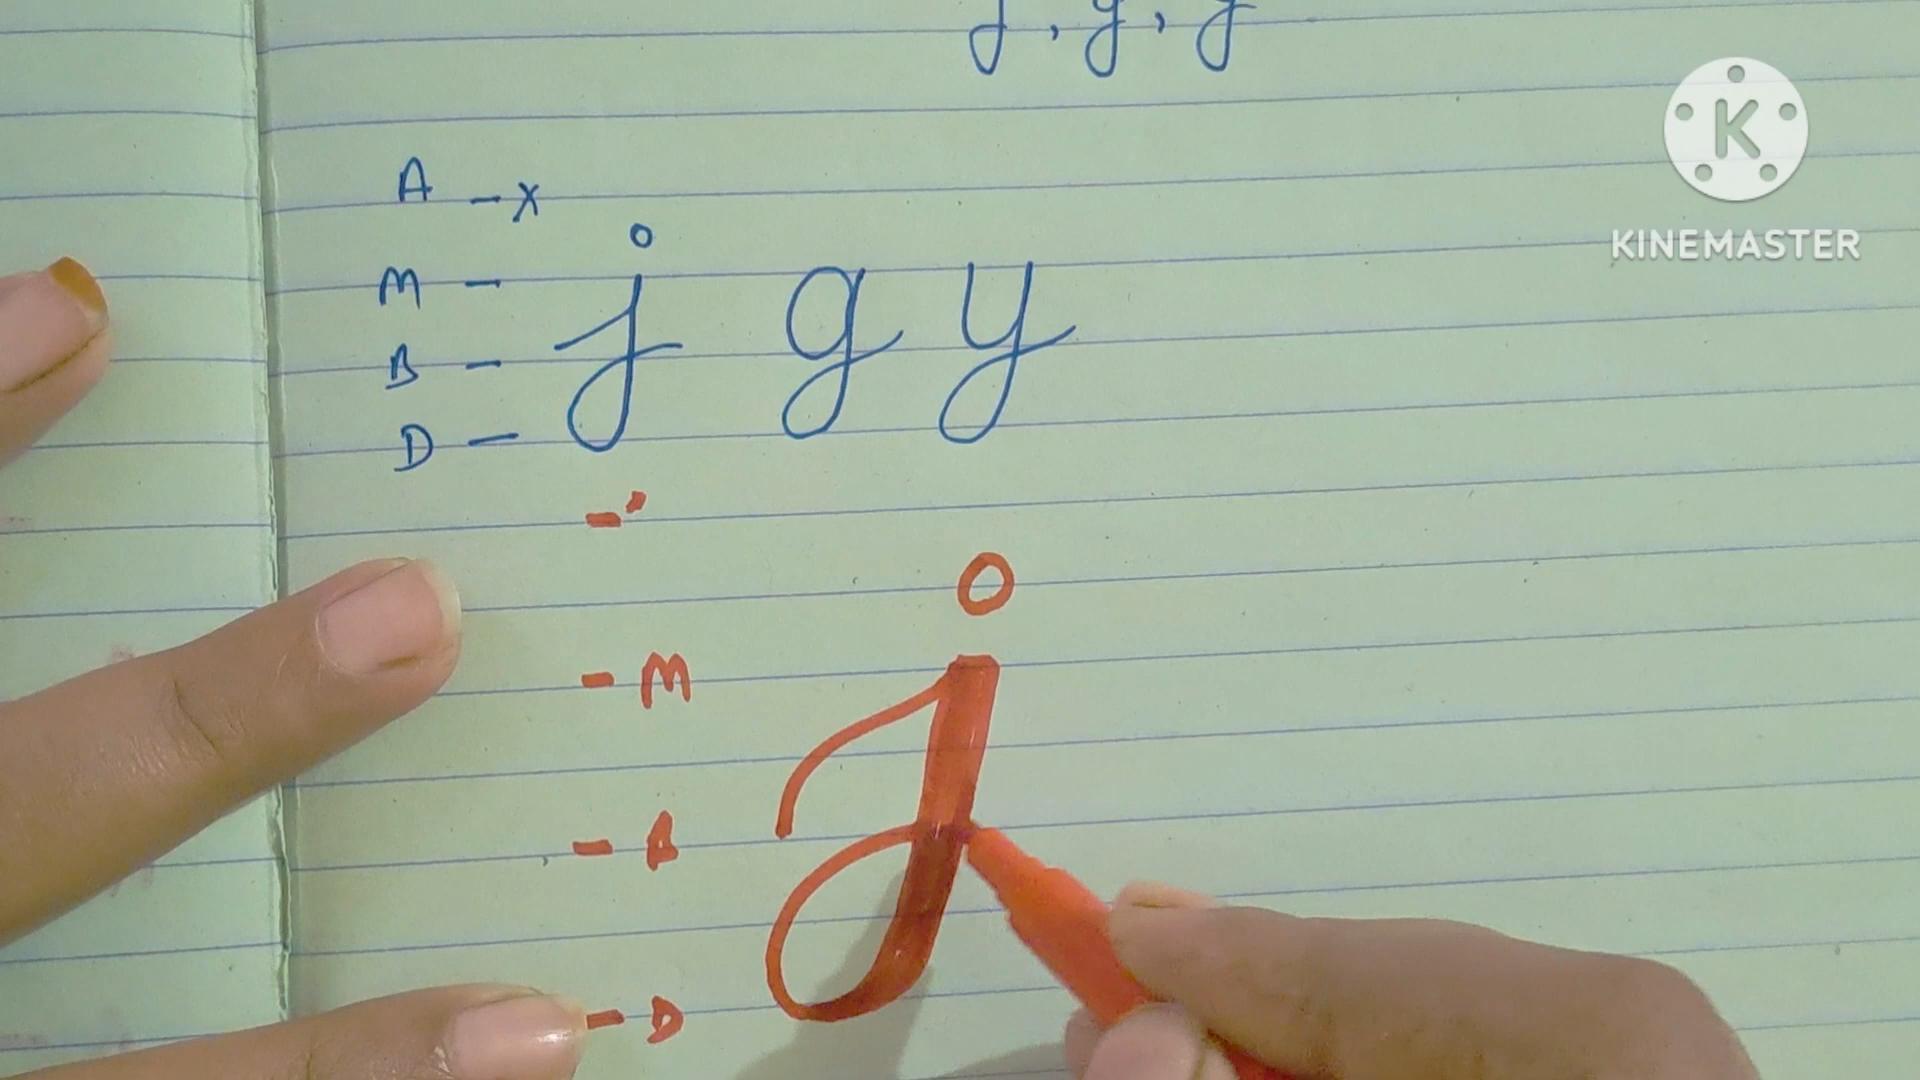 j, g, y
A - x
M -
B -
D -
j g y
- M
- B
- D
j
K
KINEMASTER